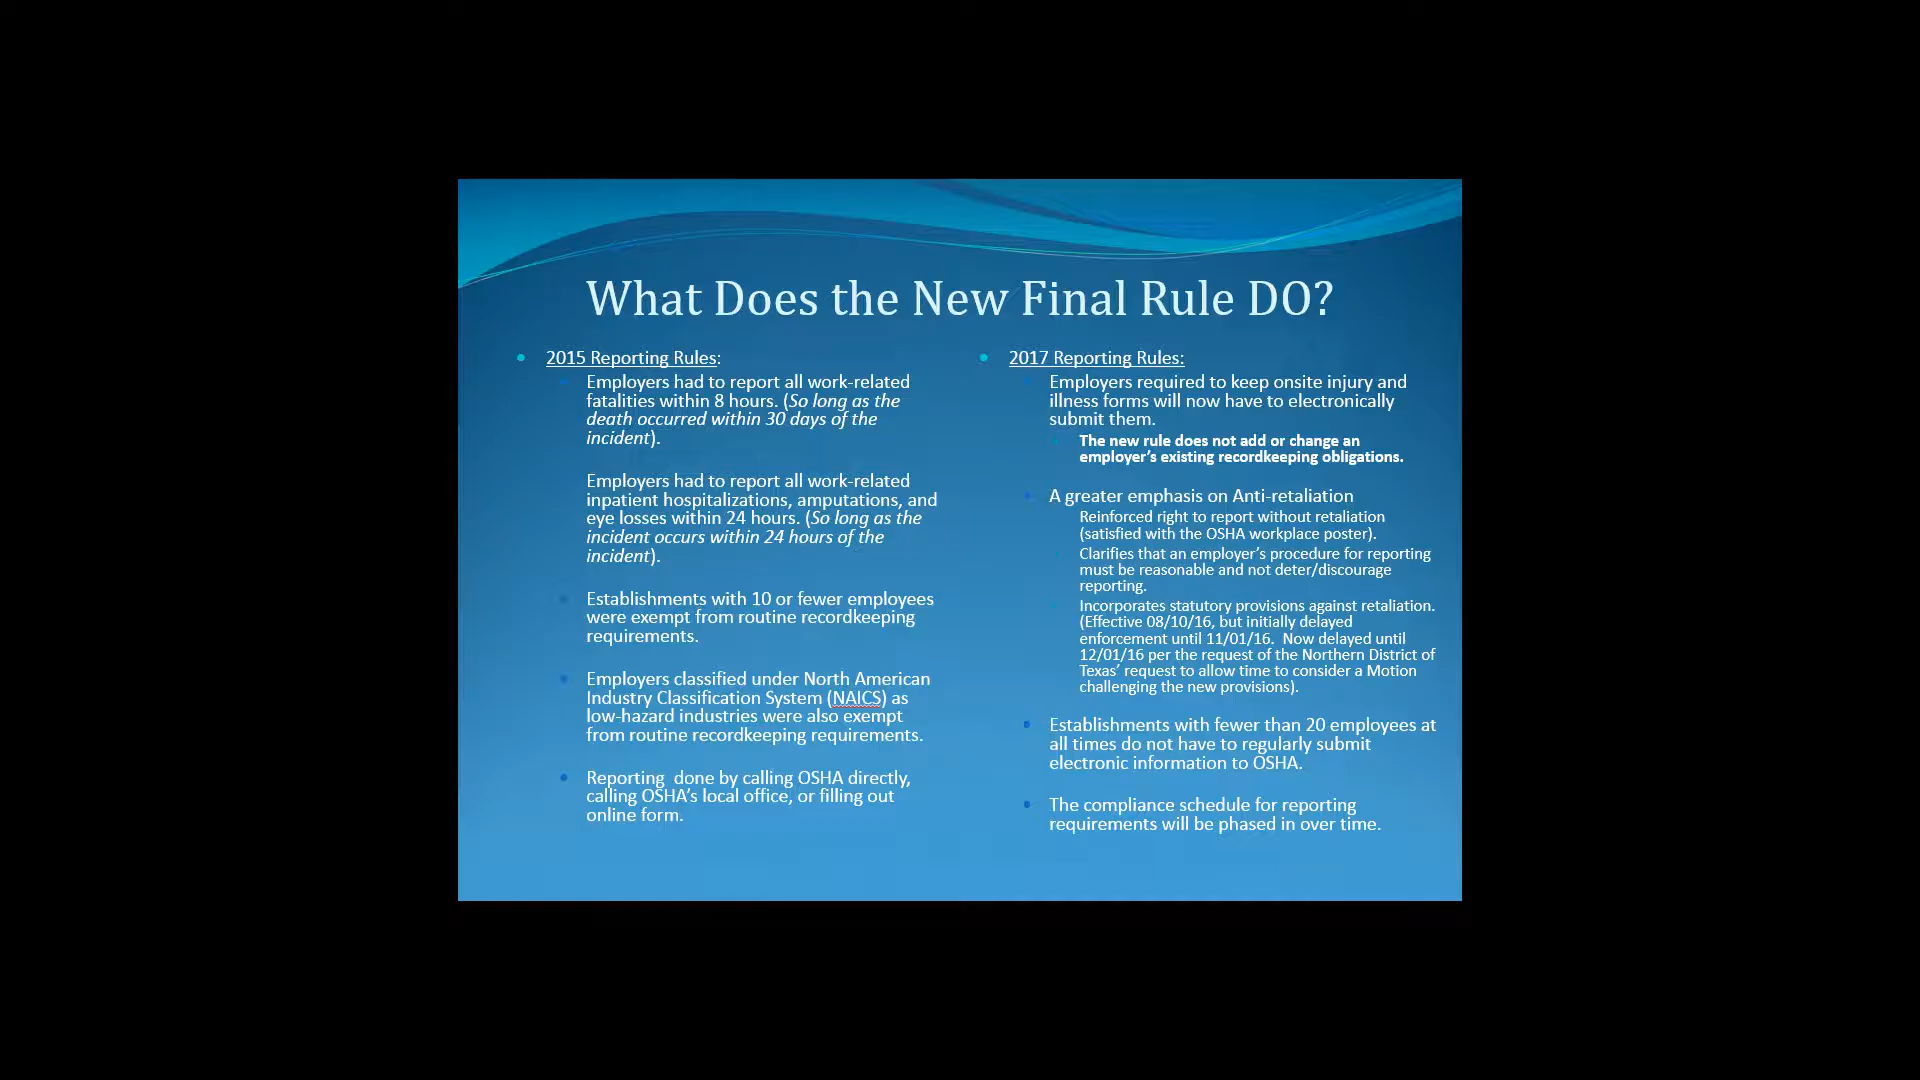 What Does the New Final Rule DO?
2015 Reporting Rules:
Employers had to report all work-related
fatalities within 8 hours. (So long as the
death occurred within 30 days of the
incident).
Employers had to report all work-related
inpatient hospitalizations, amputations, and
eye losses within 24 hours. (So long as the
incident occurs within 24 hours of the
incident).
Establishments with 10 or fewer employees
were exempt from routine recordkeeping
requirements.
Employers classified under North American
Industry Classification System (NAICS) as
low-hazard industries were also exempt
from routine recordkeeping requirements.
Reporting  done by calling OSHA directly,
calling OSHA's local office, or filling out
online form.
2017 Reporting Rules:
Employers required to keep onsite injury and
illness forms will now have to electronically
submit them.
The new rule does not add or change an
employer's existing recordkeeping obligations.
A greater emphasis on Anti-retaliation
Reinforced right to report without retaliation
(satisfied with the OSHA workplace poster).
Clarifies that an employer's procedure for reporting
must be reasonable and not deter/discourage
reporting.
Incorporates statutory provisions against retaliation.
(Effective 08/10/16, but initially delayed
enforcement until 11/01/16.  Now delayed until
12/01/16 per the request of the Northern District of
Texas' request to allow time to consider a Motion
challenging the new provisions).
Establishments with fewer than 20 employees at
all times do not have to regularly submit
electronic information to OSHA.
The compliance schedule for reporting
requirements will be phased in over time.